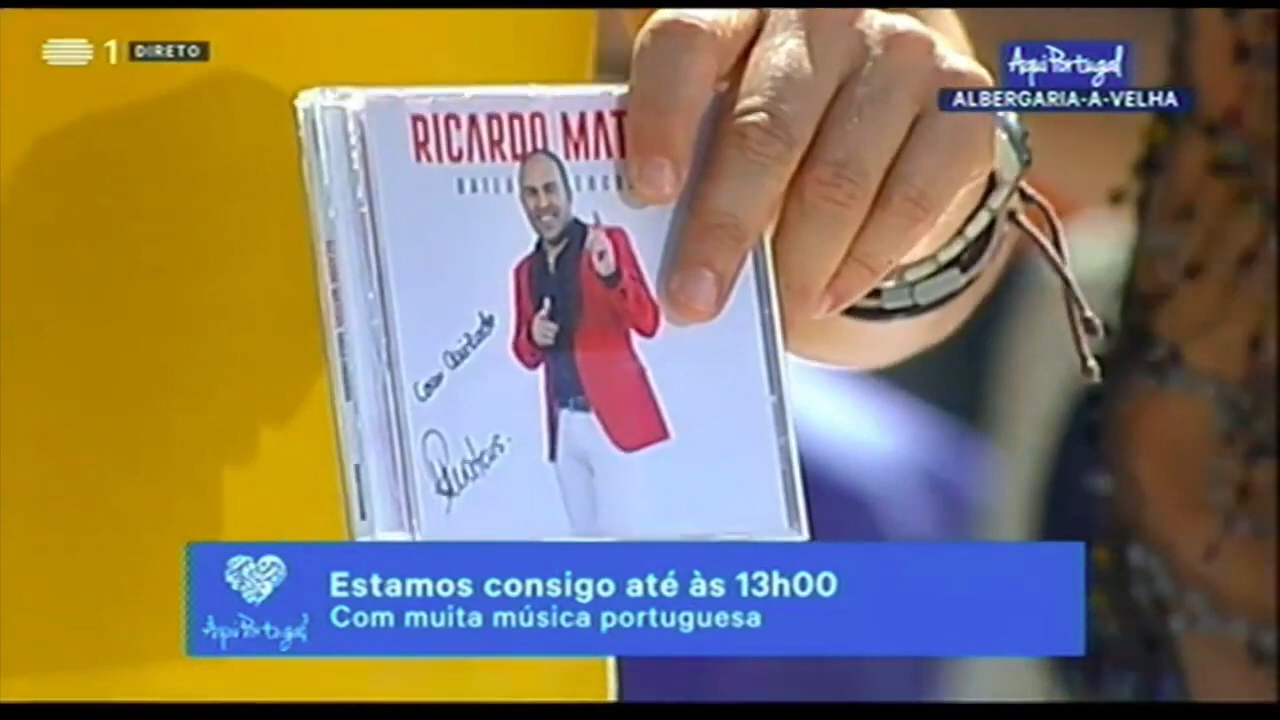 1 DIRETO
Aqui Portugal
ALBERGARIA-A-VELHA
RICARDO MAT
Com amizade
RMatos.
Estamos consigo até às 13h00
Com muita música portuguesa
Aqui Portugal